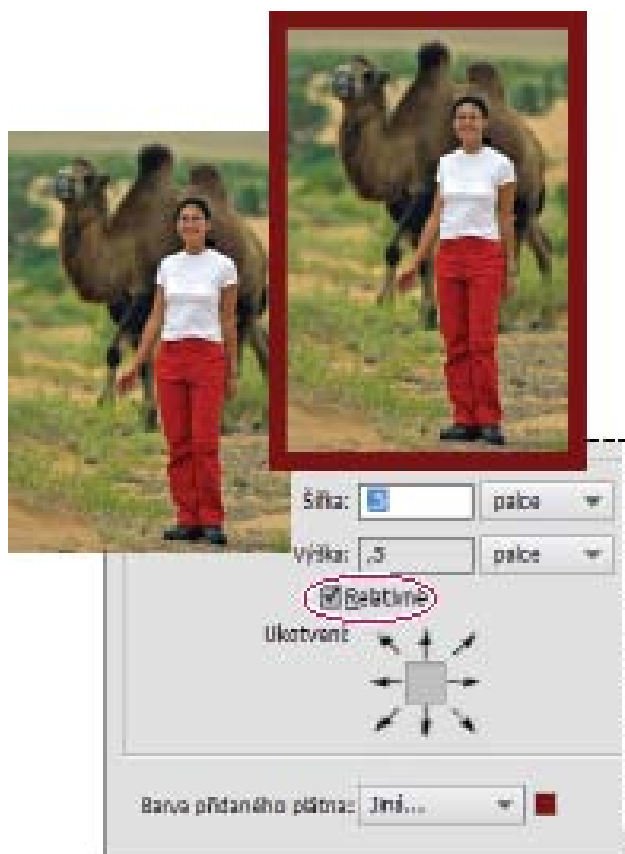 Šířka: ,5 palce
Výška: ,5 palce
Relativně
Ukotvení:
Barva přidaného plátna: Jiná...